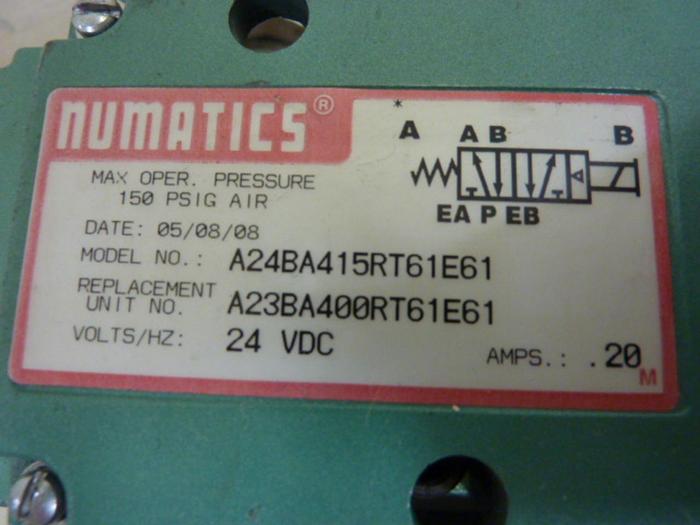 NUMATICS®
* A AB B
EA P EB
MAX OPER. PRESSURE
150 PSIG AIR
DATE: 05/08/08
MODEL NO.: A24BA415RT61E61
REPLACEMENT
UNIT NO. A23BA400RT61E61
VOLTS/HZ: 24 VDC
AMPS.: .20
M